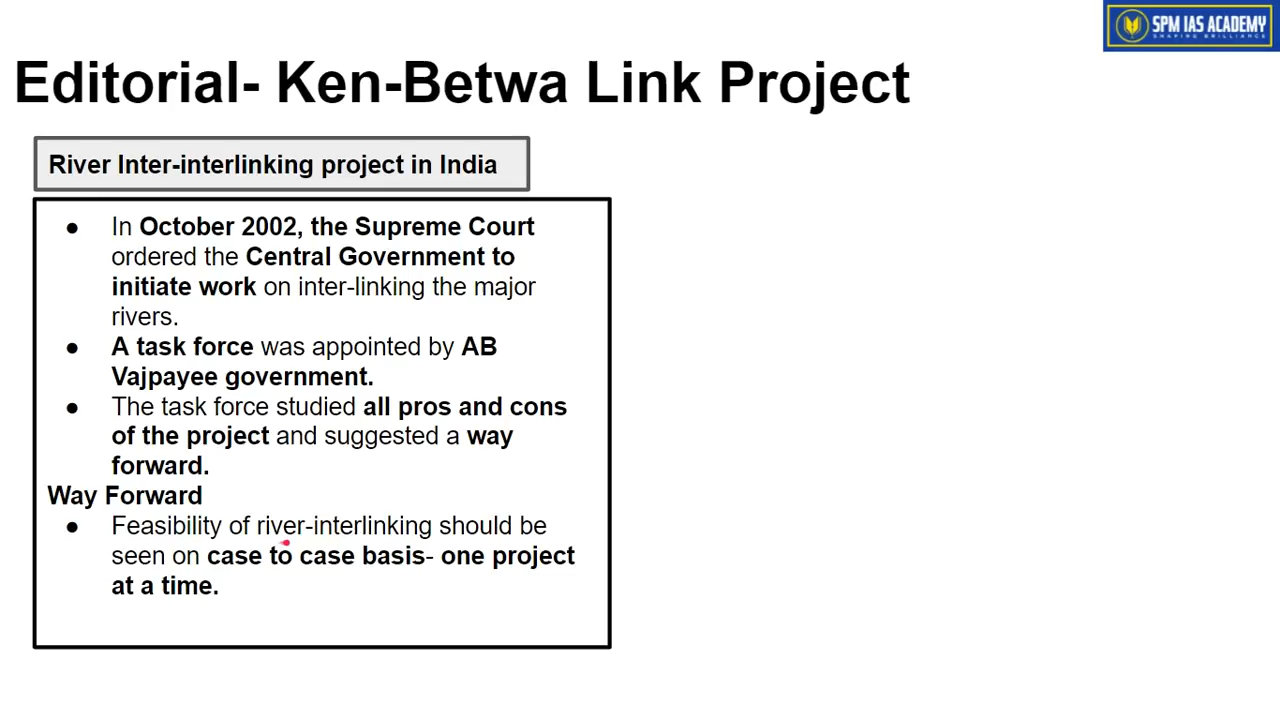 SPM IAS ACADEMY
SHAPING BRILLIANCE
Editorial- Ken-Betwa Link Project
River Inter-interlinking project in India
● In October 2002, the Supreme Court
ordered the Central Government to
initiate work on inter-linking the major
rivers.
● A task force was appointed by AB
Vajpayee government.
● The task force studied all pros and cons
of the project and suggested a way
forward.
Way Forward
● Feasibility of river-interlinking should be
seen on case to case basis- one project
at a time.